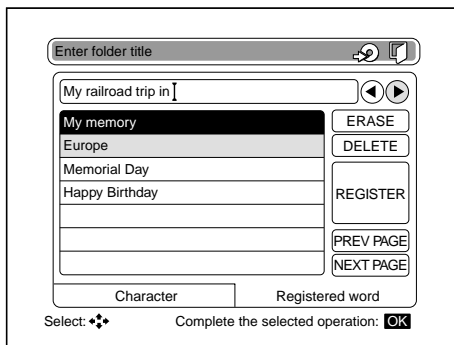 Enter folder title
My railroad trip in
My memory
ERASE
Europe
DELETE
Memorial Day
Happy Birthday
REGISTER
PREV PAGE
NEXT PAGE
Character
Registered word
Select: Complete the selected operation: OK